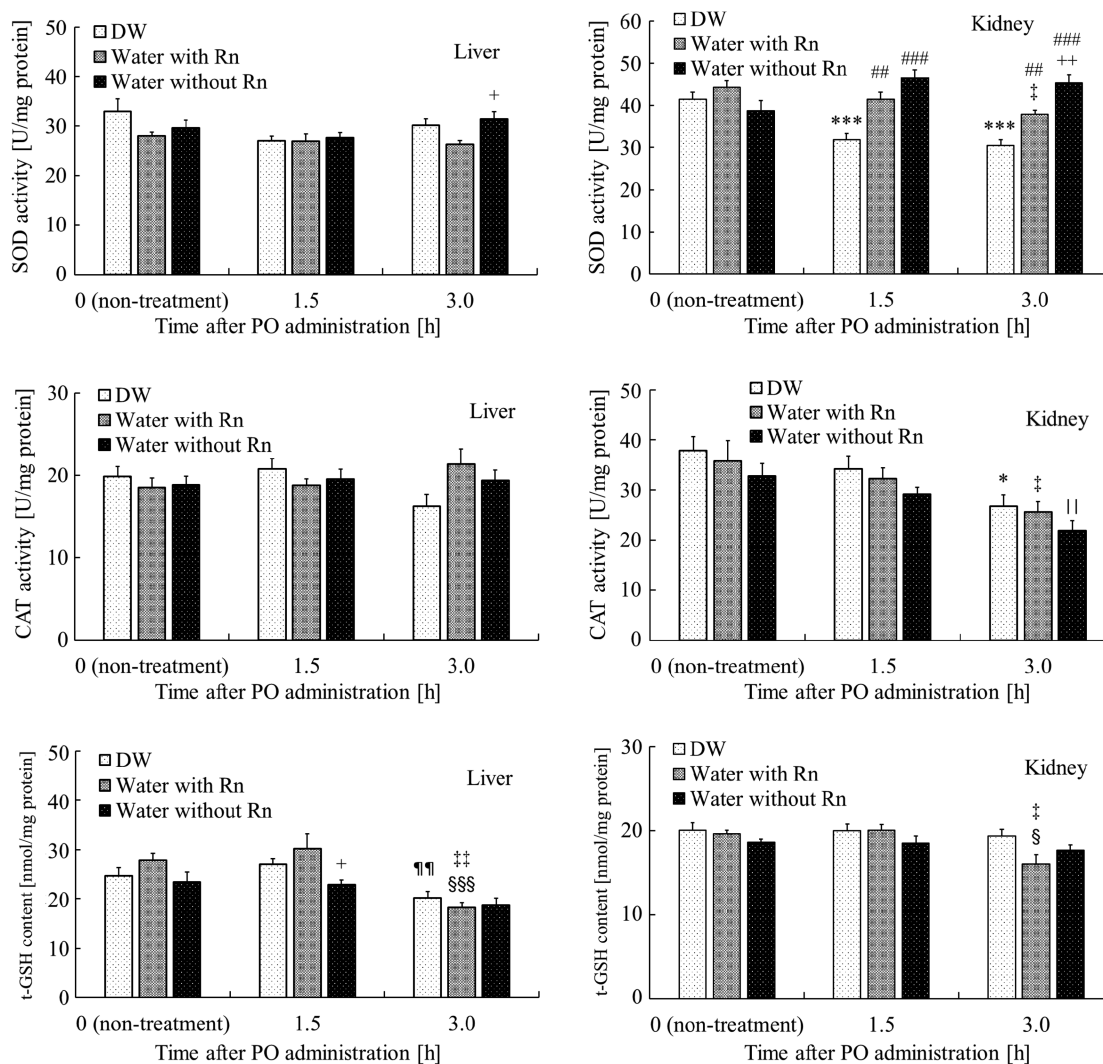 SOD activity [U/mg protein]
50
40
30
20
10
0
DW
Water with Rn
Water without Rn
Liver
+
0 (non-treatment) 1.5 3.0
Time after PO administration [h]
SOD activity [U/mg protein]
60
50
40
30
20
10
0
DW
Water with Rn
Water without Rn
Kidney
*** ## ###
*** ## ‡ ### ++
0 (non-treatment) 1.5 3.0
Time after PO administration [h]
CAT activity [U/mg protein]
30
20
10
0
DW
Water with Rn
Water without Rn
Liver
0 (non-treatment) 1.5 3.0
Time after PO administration [h]
CAT activity [U/mg protein]
50
40
30
20
10
0
DW
Water with Rn
Water without Rn
Kidney
* ‡ ||
0 (non-treatment) 1.5 3.0
Time after PO administration [h]
t-GSH content [nmol/mg protein]
50
40
30
20
10
0
DW
Water with Rn
Water without Rn
Liver
+
¶¶ ‡‡ §§§
0 (non-treatment) 1.5 3.0
Time after PO administration [h]
t-GSH content [nmol/mg protein]
30
20
10
0
DW
Water with Rn
Water without Rn
Kidney
‡
§
0 (non-treatment) 1.5 3.0
Time after PO administration [h]